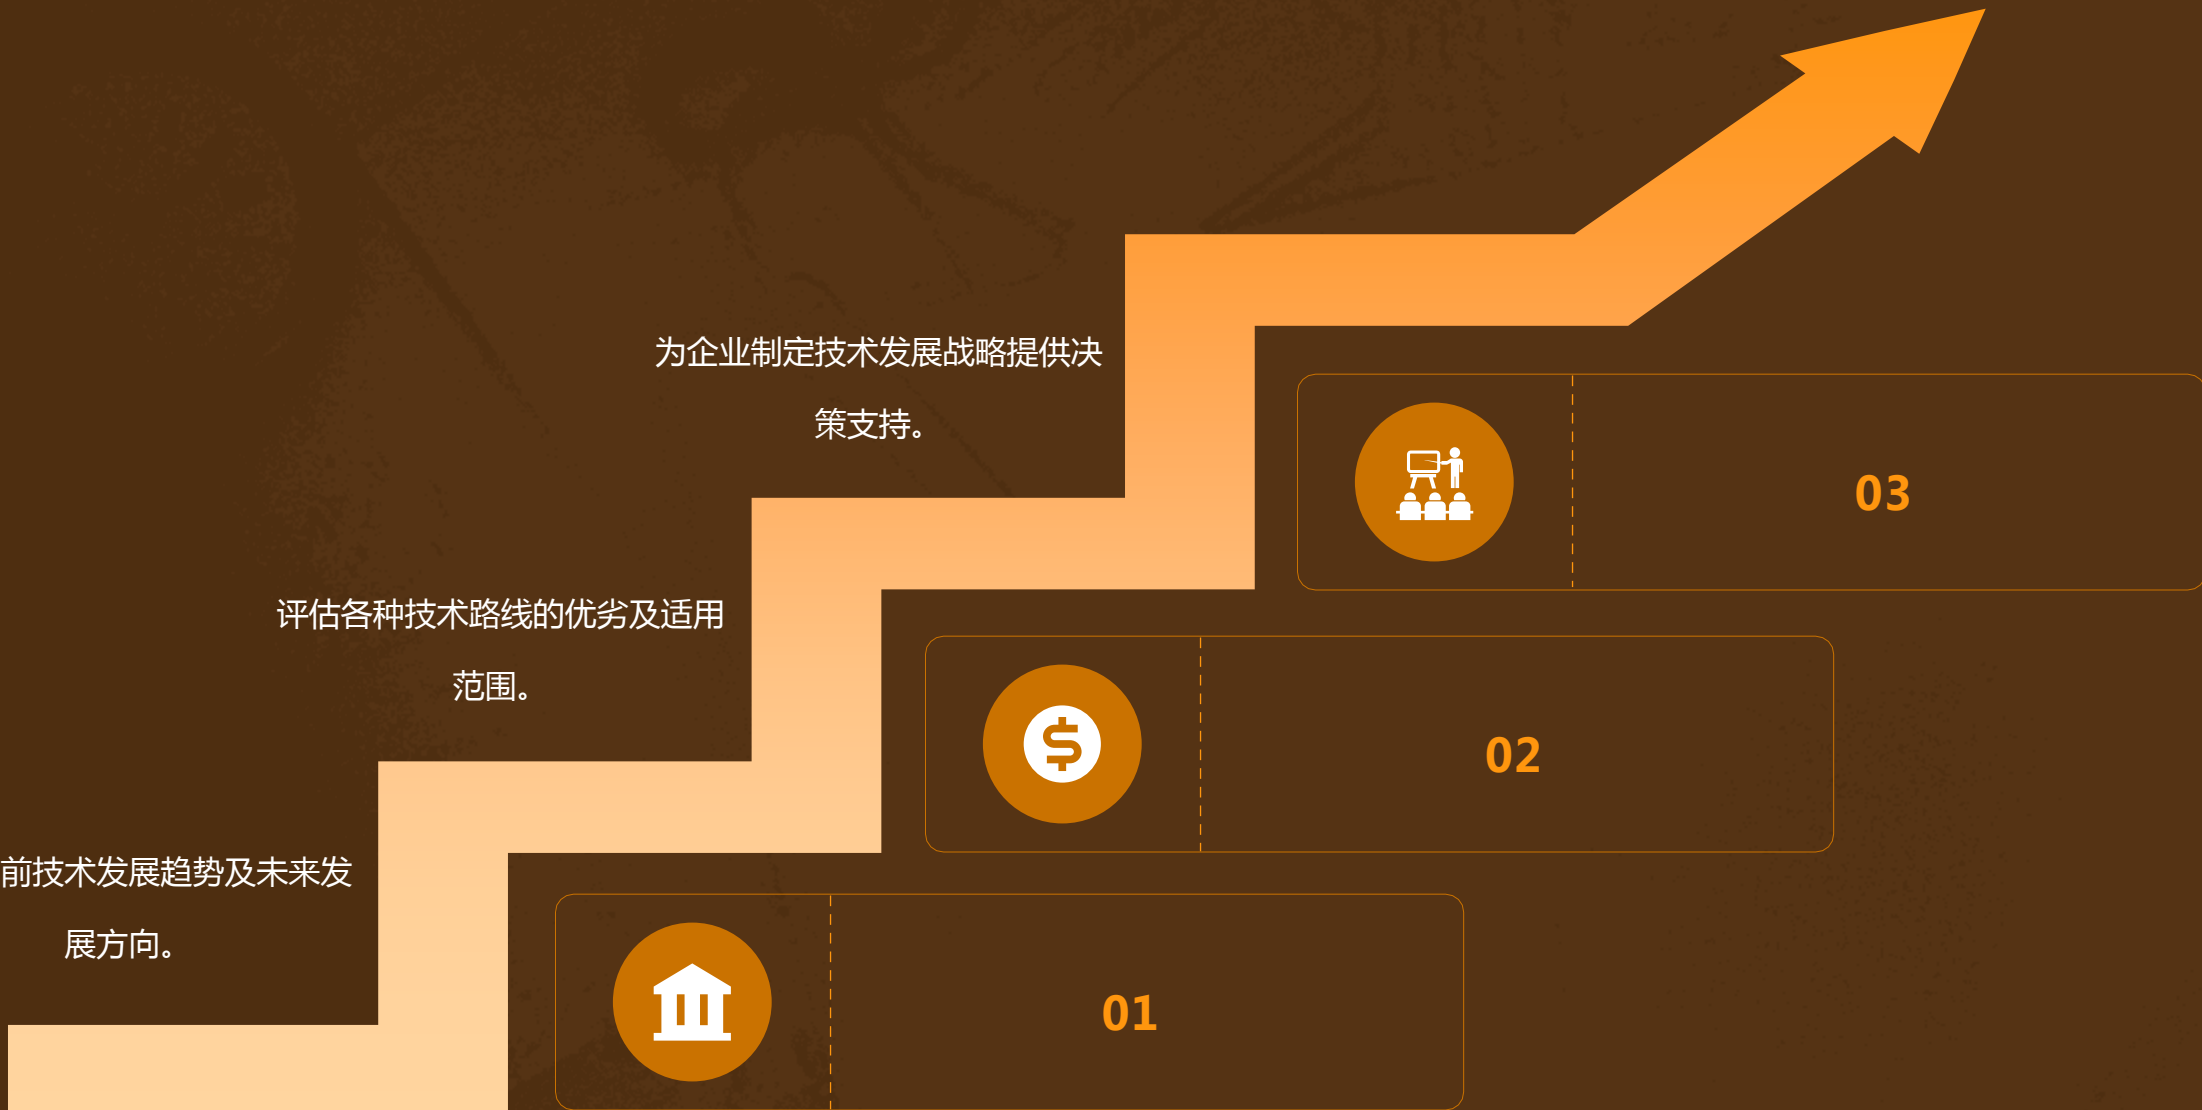 为企业制定技术发展战略提供决
策支持。
03
评估各种技术路线的优劣及适用
范围。
02
前技术发展趋势及未来发
展方向。
01